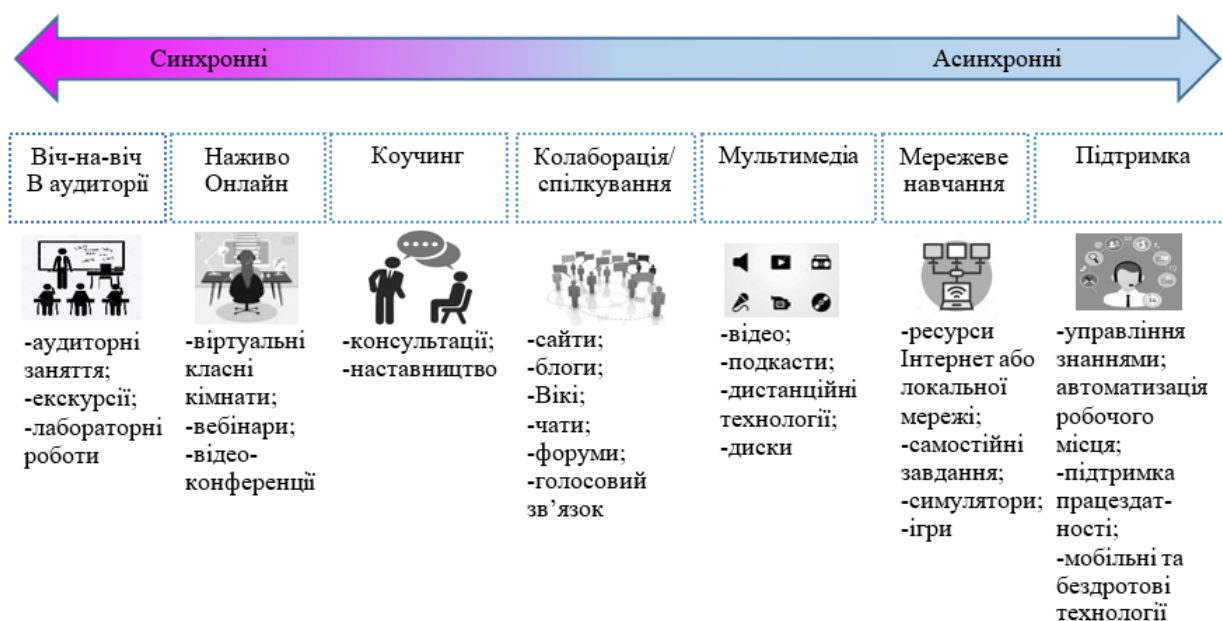 Синхронні
Асинхронні
Віч-на-віч
В аудиторії
Наживо
Онлайн
Коучинг
Колаборація/
спілкування
Мультимедіа
Мережеве
навчання
Підтримка
-аудиторні
заняття;
-екскурсії;
-лабораторні
роботи
-віртуальні
класні
кімнати;
-вебінари;
-відео-
конференції
-консультації;
-наставництво
-сайти;
-блоги;
-Вікі;
-чати;
-форуми;
-голосовий
зв’язок
-відео;
-подкасти;
-дистанційні
технології;
-диски
-ресурси
Інтернет або
локальної
мережі;
-самостійні
завдання;
-симулятори;
-ігри
-управління
знаннями;
автоматизація
робочого
місця;
-підтримка
працездат-
ності;
-мобільні та
бездротові
технології